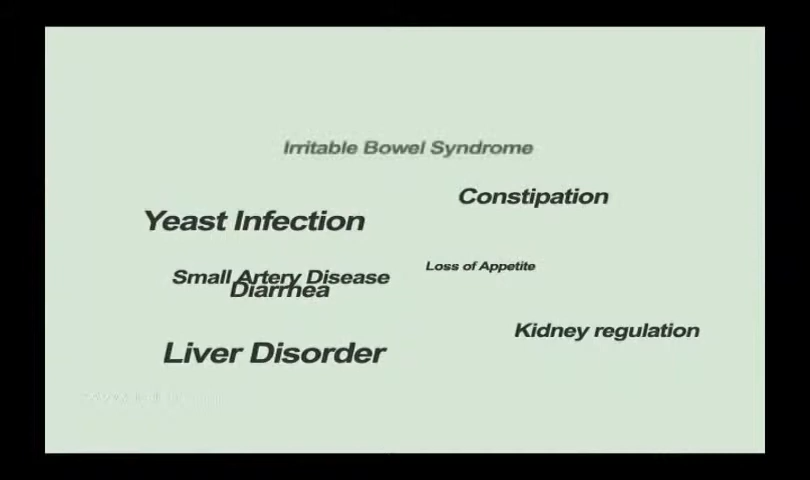 Irritable Bowel Syndrome
Constipation
Yeast Infection
Loss of Appetite
Small Artery Disease
Diarrhea
Kidney regulation
Liver Disorder